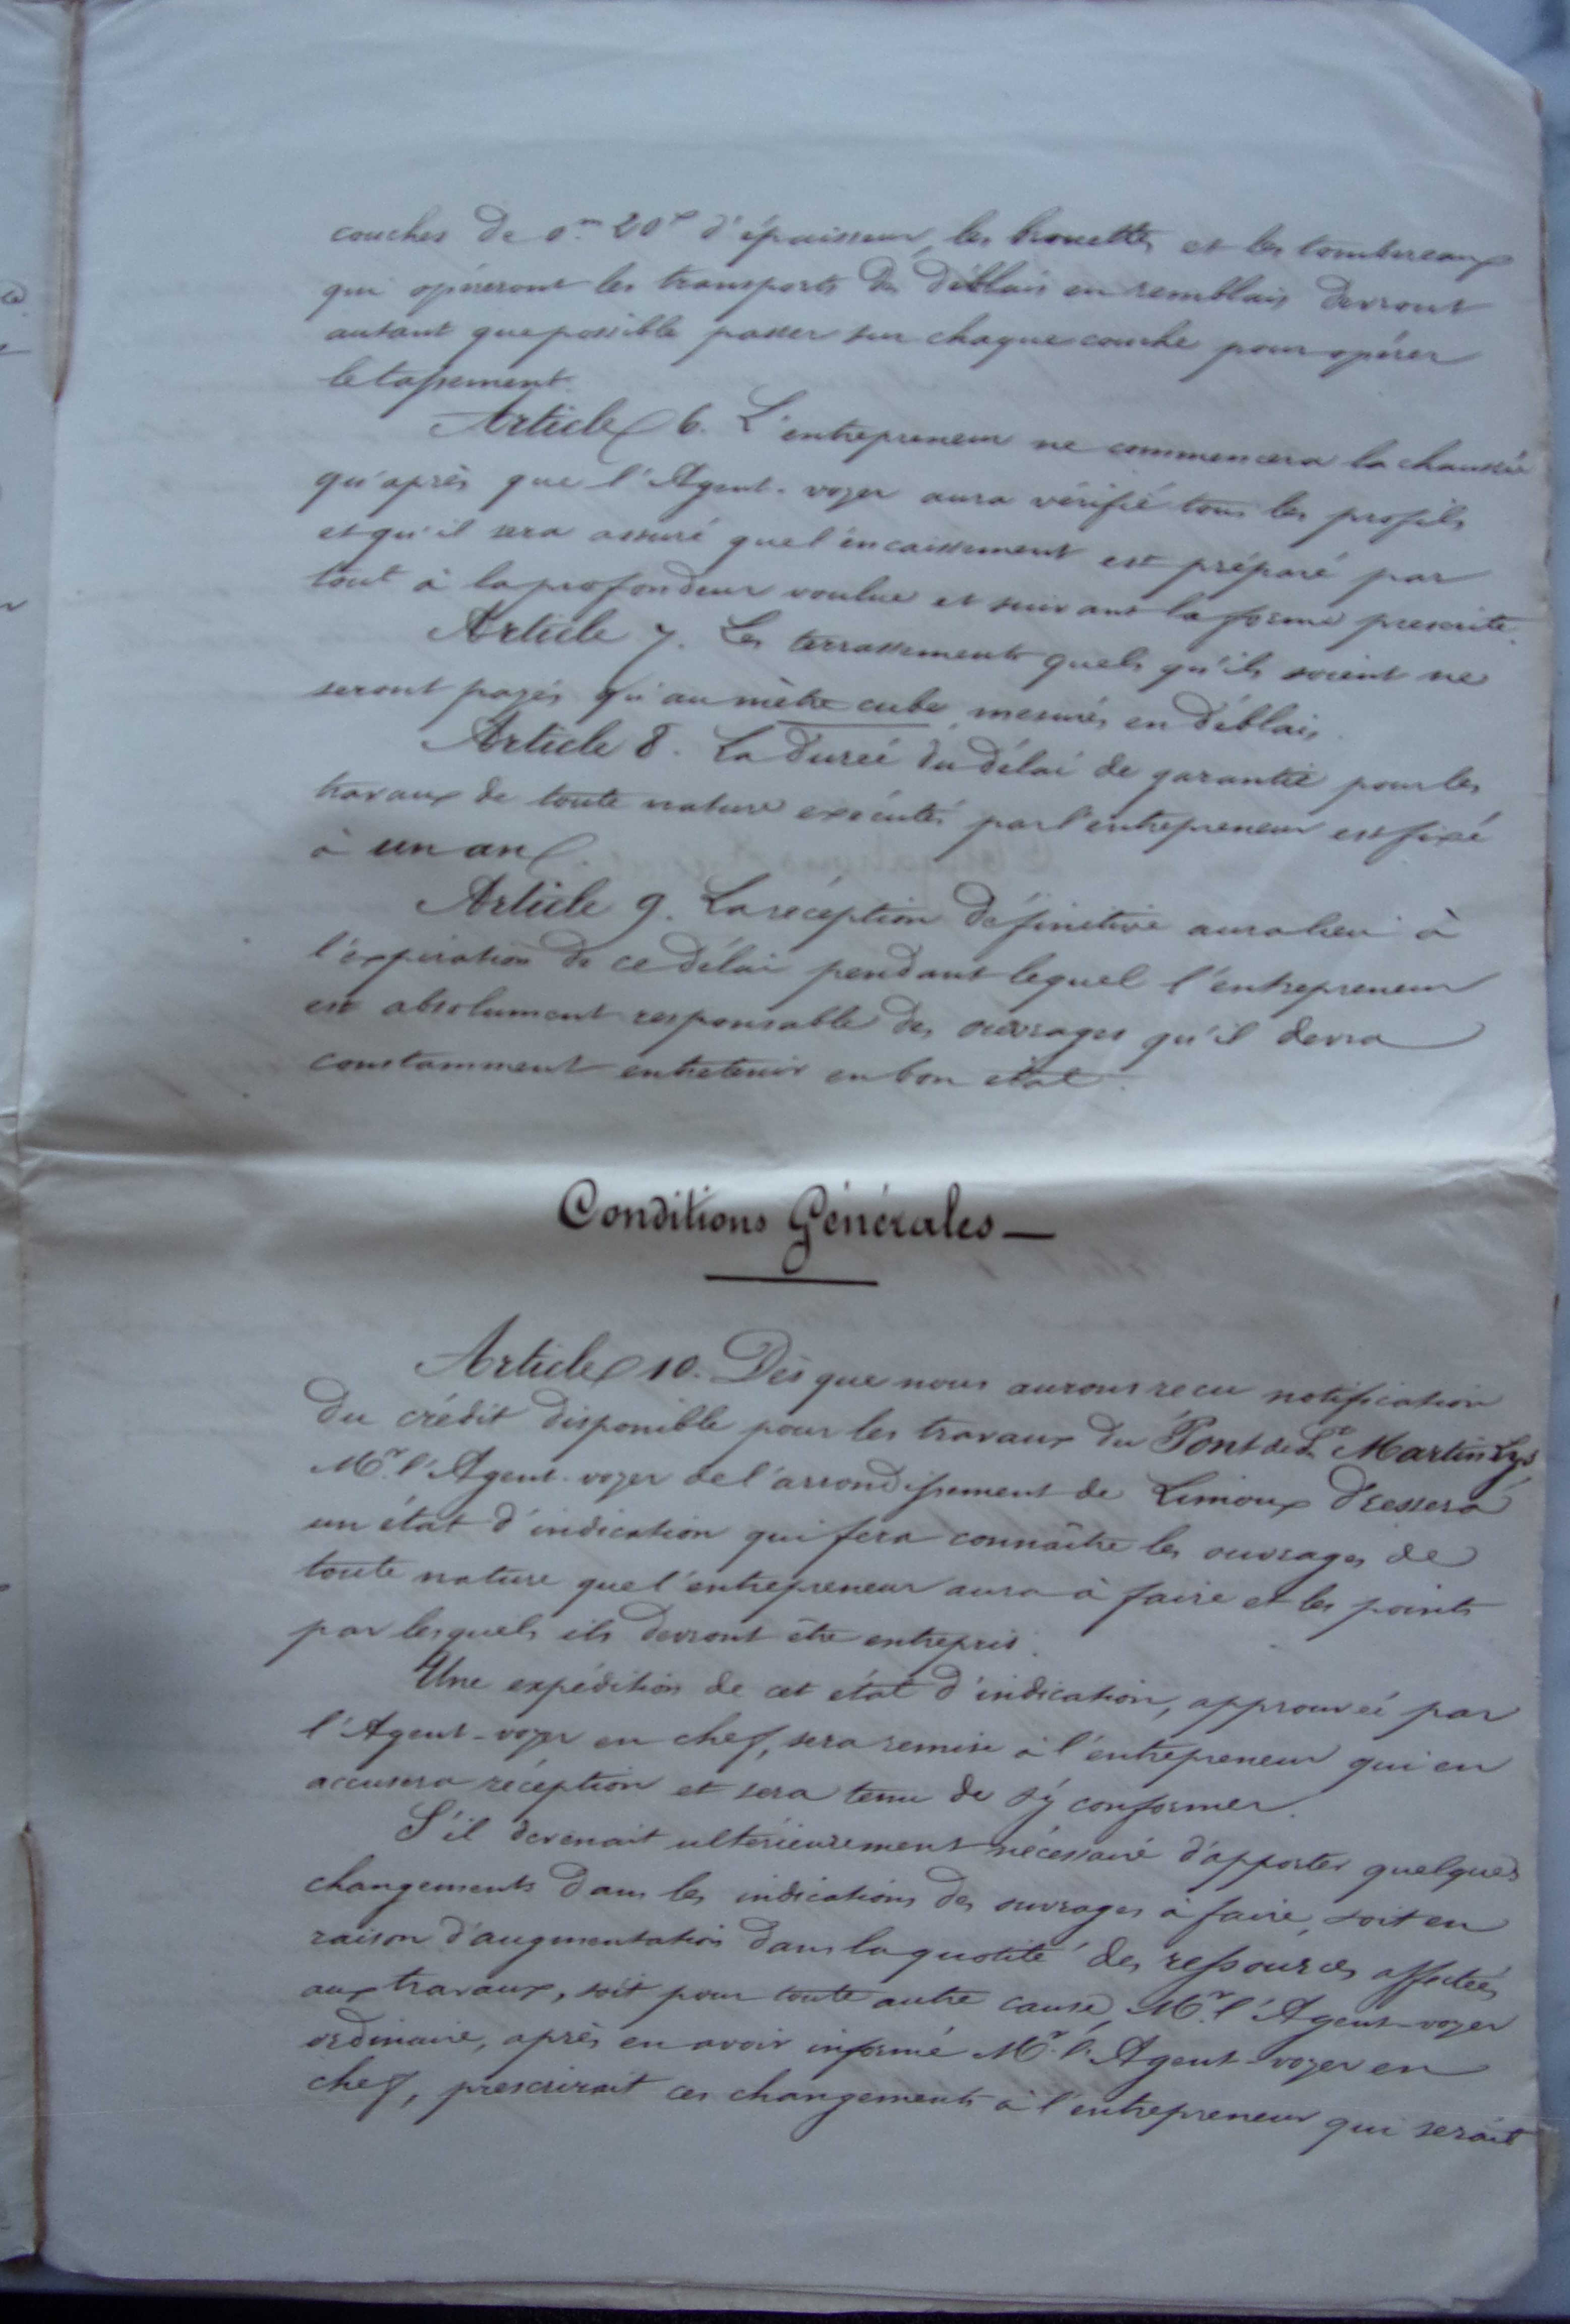 couches de 0.m 20c d'épaisseur, les brouettes et les tombereaux
qui opéreront les transports des déblais en remblais devront
autant que possible passer sur chaque couche pour opérer
le tassement.
Article 6. L'entrepreneur ne commencera la chaussée
qu'après que l'Agent-voyer aura vérifié tous les profils
et qu'il sera assuré que l'encaissement est préparé par
tout à la profondeur voulue et suivant la forme prescrite.
Article 7. Les terrassements quels qu'ils soient ne
seront payés qu'au mètre cube, mesurés en déblais.
Article 8. La durée du délai de garantie pour les
travaux de toute nature exécutés par l'entrepreneur est fixé
à un an.
Article 9. La réception définitive aura lieu à
l'expiration de ce délai pendant lequel l'entrepreneur
est absolument responsable des ouvrages qu'il devra
constamment entretenir en bon état.
Conditions Générales —
Article 10. Dès que nous aurons recu notification
du crédit disponible pour les travaux du Pont de St Martin Lys
Mr. l'Agent-voyer de l'arrondissement de Limoux dressera
un état d'indication qui fera connaître les ouvrages de
toute nature que l'entrepreneur aura à faire et les points
par lesquels ils devront être entrepris.
Une expédition de cet état d'indication, approuvée par
l'Agent-voyer en chef, sera remise à l'entrepreneur qui en
accusera réception et sera tenu de s'y conformer.
S'il devenait ultérieurement nécessaire d'apporter quelques
changements dans les indications des ouvrages à faire, soit en
raison d'augmentation dans la quotité des ressources affectées
aux travaux, soit pour toute autre cause, Mr. l'Agent-voyer
ordinaire, après en avoir informé Mr. l'Agent-voyer en
chef, prescrirait ces changements à l'entrepreneur qui serait